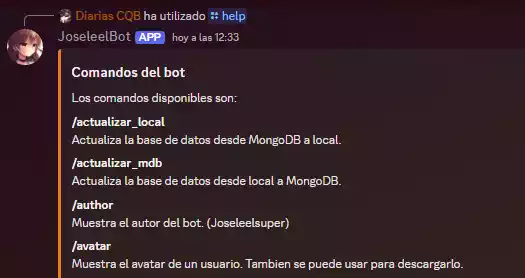 Diarias CQB ha utilizado help
JoseleelBot APP hoy a las 12:33
Comandos del bot
Los comandos disponibles son:
/actualizar_local
Actualiza la base de datos desde MongoDB a local.
/actualizar_mdb
Actualiza la base de datos desde local a MongoDB.
/author
Muestra el autor del bot. (Joseleelsuper)
/avatar
Muestra el avatar de un usuario. Tambien se puede usar para descargarlo.